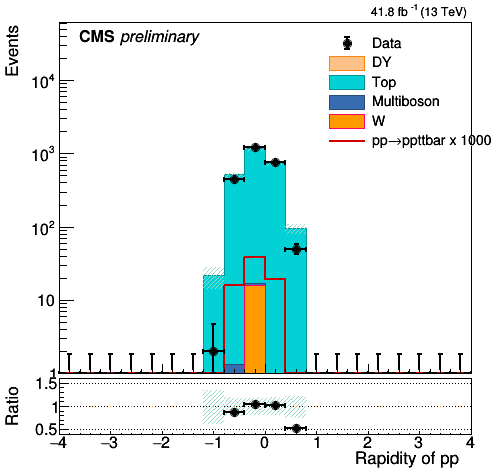 41.8 fb⁻¹ (13 TeV)
CMS preliminary
Events
Data
DY
Top
Multiboson
W
pp→ppttbar x 1000
10⁴
10³
10²
10
1
Ratio
1.5
1
0.5
−4 −3 −2 −1 0 1 2 3 4
Rapidity of pp